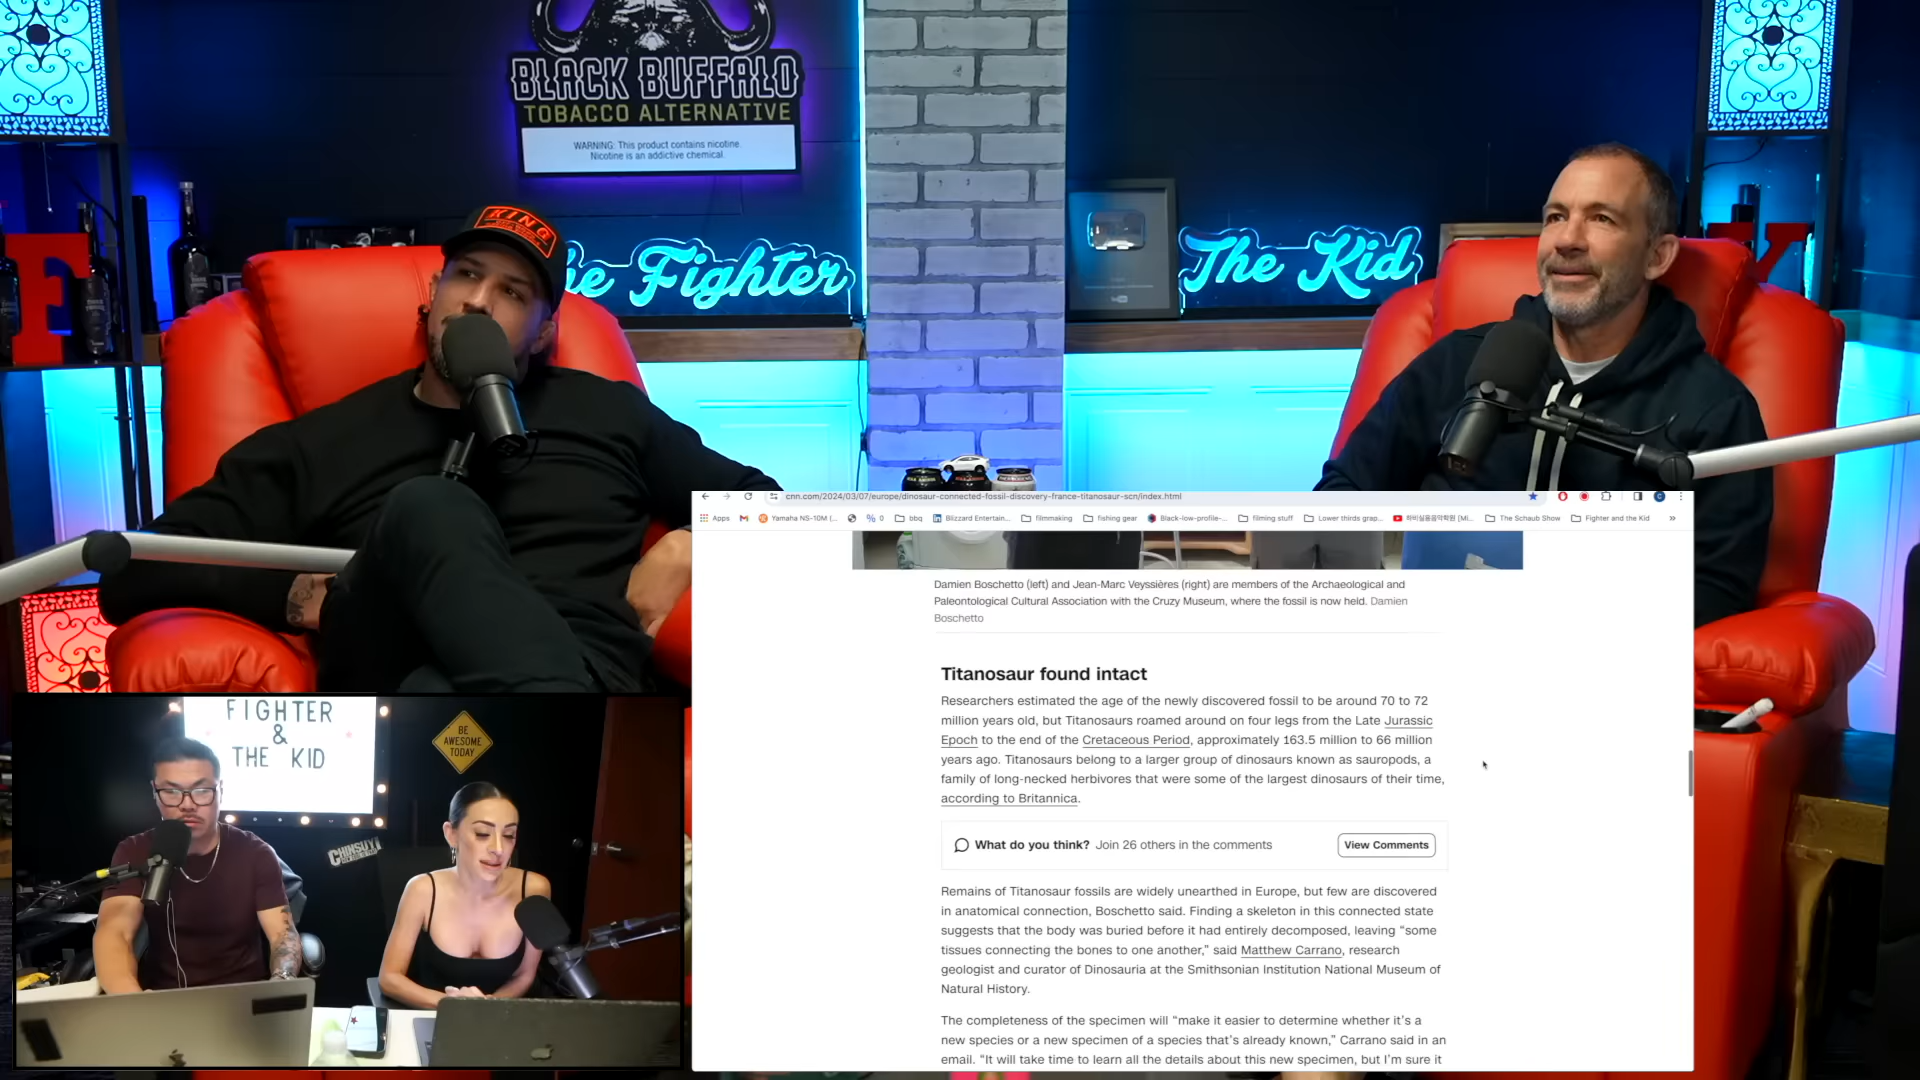 BLACK BUFFALO
TOBACCO ALTERNATIVE
WARNING: This product contains nicotine.
Nicotine is an addictive chemical.
KING
he Fighter
The Kid
F
K
FIGHTER
&
THE KID
BE
AWESOME
TODAY
CHINSUY!
cnn.com/2024/03/07/europe/dinosaur-connected-fossil-discovery-france-titanosaur-scn/index.html
Apps
Yamaha NS-10M (...
0
bbq
Blizzard Entertain...
filmmaking
fishing gear
Black-low-profile-...
filming stuff
Lower thirds grap...
The Schaub Show
Fighter and the Kid
Damien Boschetto (left) and Jean-Marc Veyssières (right) are members of the Archaeological and
Paleontological Cultural Association with the Cruzy Museum, where the fossil is now held. Damien
Boschetto
Titanosaur found intact
Researchers estimated the age of the newly discovered fossil to be around 70 to 72
million years old, but Titanosaurs roamed around on four legs from the Late Jurassic
Epoch to the end of the Cretaceous Period, approximately 163.5 million to 66 million
years ago. Titanosaurs belong to a larger group of dinosaurs known as sauropods, a
family of long-necked herbivores that were some of the largest dinosaurs of their time,
according to Britannica.
What do you think? Join 26 others in the comments
View Comments
Remains of Titanosaur fossils are widely unearthed in Europe, but few are discovered
in anatomical connection, Boschetto said. Finding a skeleton in this connected state
suggests that the body was buried before it had entirely decomposed, leaving “some
tissues connecting the bones to one another,” said Matthew Carrano, research
geologist and curator of Dinosauria at the Smithsonian Institution National Museum of
Natural History.
The completeness of the specimen will “make it easier to determine whether it’s a
new species or a new specimen of a species that’s already known,” Carrano said in an
email. “It will take time to learn all the details about this new specimen, but I’m sure it